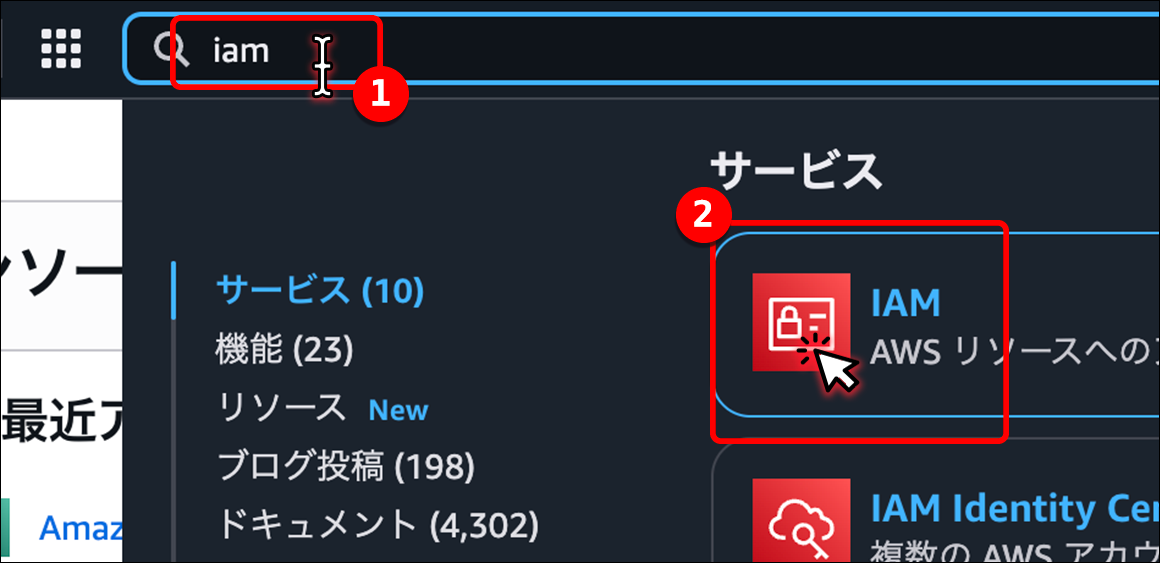 iam
1
サービス
2
サービス (10)
機能 (23)
リソース New
ブログ投稿 (198)
ドキュメント (4,302)
IAM
AWS リソースへの
IAM Identity Ce
複数の AWS アカウ
ンソー
最近ア
Amaz